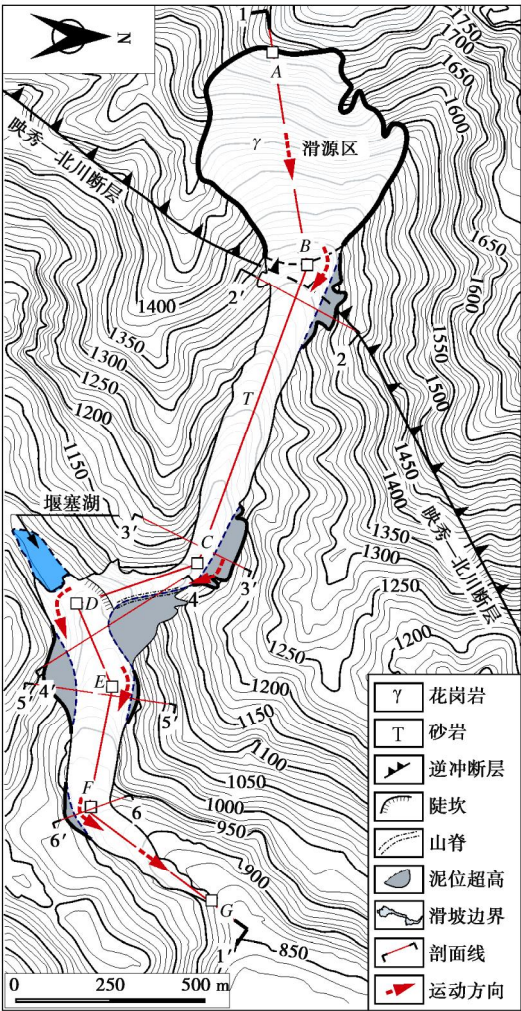 N
1
1750
1700
1650
1600
A
γ
滑源区
映秀—北川断层
B
1650
1600
1400
2′
1350
1300
1250
1200
1550
2
1500
T
1150
1450
1400
映秀—北川断层
堰塞湖
3′
C
1350
1300
3′
1250
4′
D
1250
1200
E
1200
5′
4
5′
1150
1100
1050
1000
F
6
950
6′
900
G
1′
850
0 250 500 m
γ 花岗岩
T 砂岩
逆冲断层
陡坎
山脊
泥位超高
滑坡边界
剖面线
运动方向